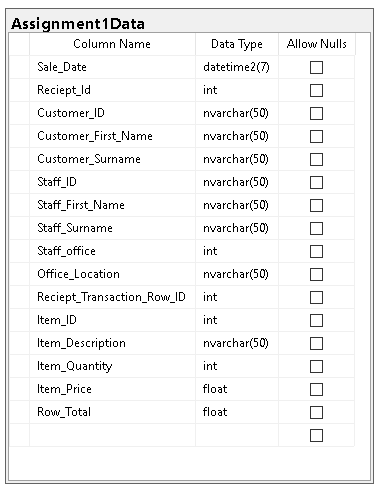 Assignment1Data
Column Name Data Type Allow Nulls
Sale_Date datetime2(7)
Reciept_Id int
Customer_ID nvarchar(50)
Customer_First_Name nvarchar(50)
Customer_Surname nvarchar(50)
Staff_ID nvarchar(50)
Staff_First_Name nvarchar(50)
Staff_Surname nvarchar(50)
Staff_office int
Office_Location nvarchar(50)
Reciept_Transaction_Row_ID int
Item_ID int
Item_Description nvarchar(50)
Item_Quantity int
Item_Price float
Row_Total float